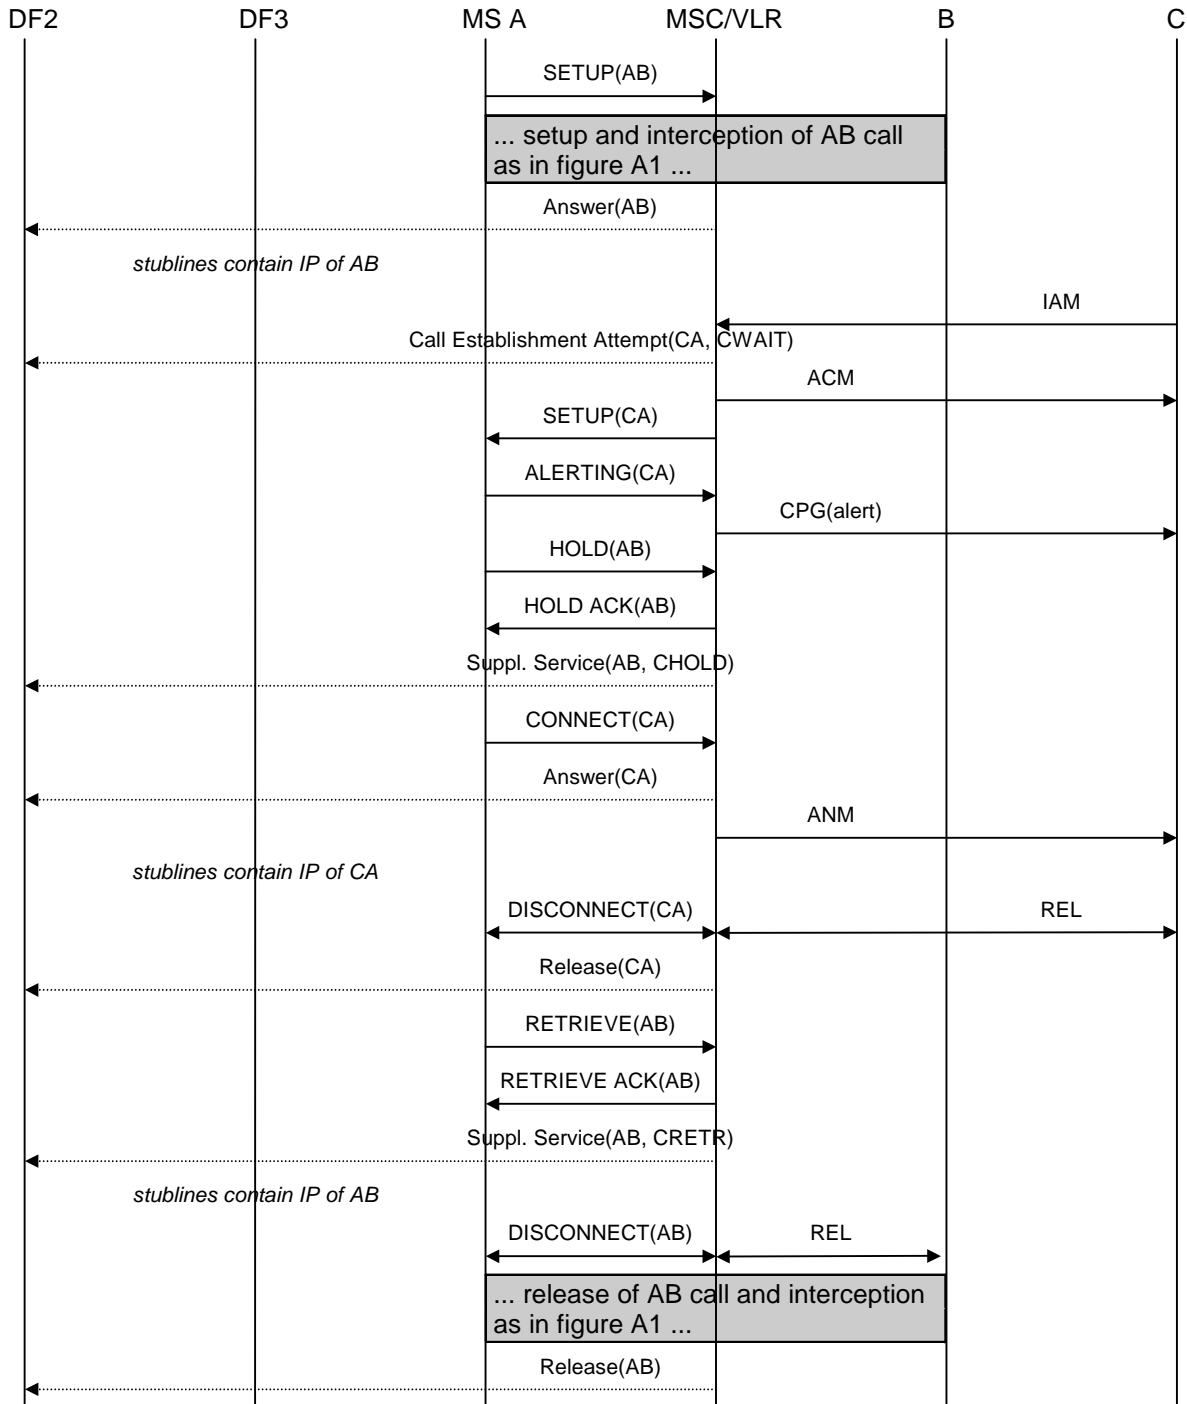 DF2 DF3 MS A MSC/VLR B C
SETUP(AB)
... setup and interception of AB call
as in figure A1 ...
Answer(AB)
stublines contain IP of AB
IAM
Call Establishment Attempt(CA, CWAIT)
ACM
SETUP(CA)
ALERTING(CA)
CPG(alert)
HOLD(AB)
HOLD ACK(AB)
Suppl. Service(AB, CHOLD)
CONNECT(CA)
Answer(CA)
ANM
stublines contain IP of CA
DISCONNECT(CA) REL
Release(CA)
RETRIEVE(AB)
RETRIEVE ACK(AB)
Suppl. Service(AB, CRETR)
stublines contain IP of AB
DISCONNECT(AB) REL
... release of AB call and interception
as in figure A1 ...
Release(AB)